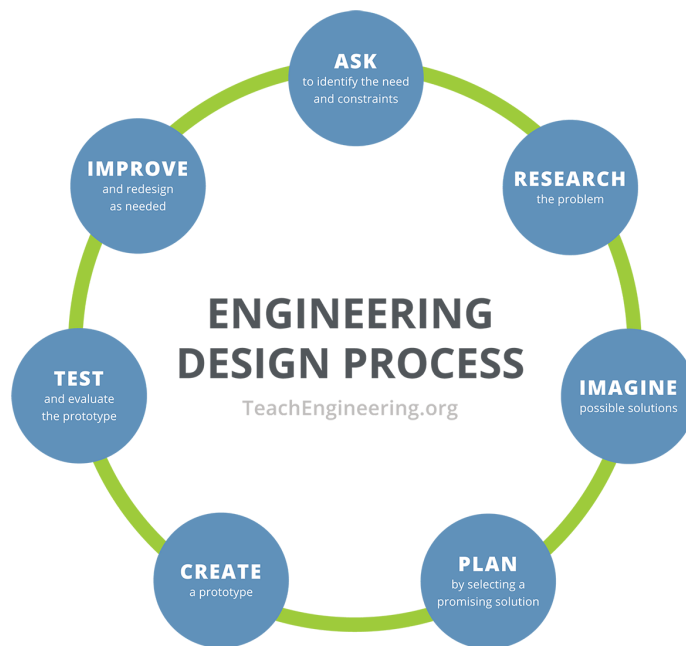 ASK
to identify the need
and constraints
RESEARCH
the problem
IMAGINE
possible solutions
PLAN
by selecting a
promising solution
CREATE
a prototype
TEST
and evaluate
the prototype
IMPROVE
and redesign
as needed
ENGINEERING
DESIGN PROCESS
TeachEngineering.org